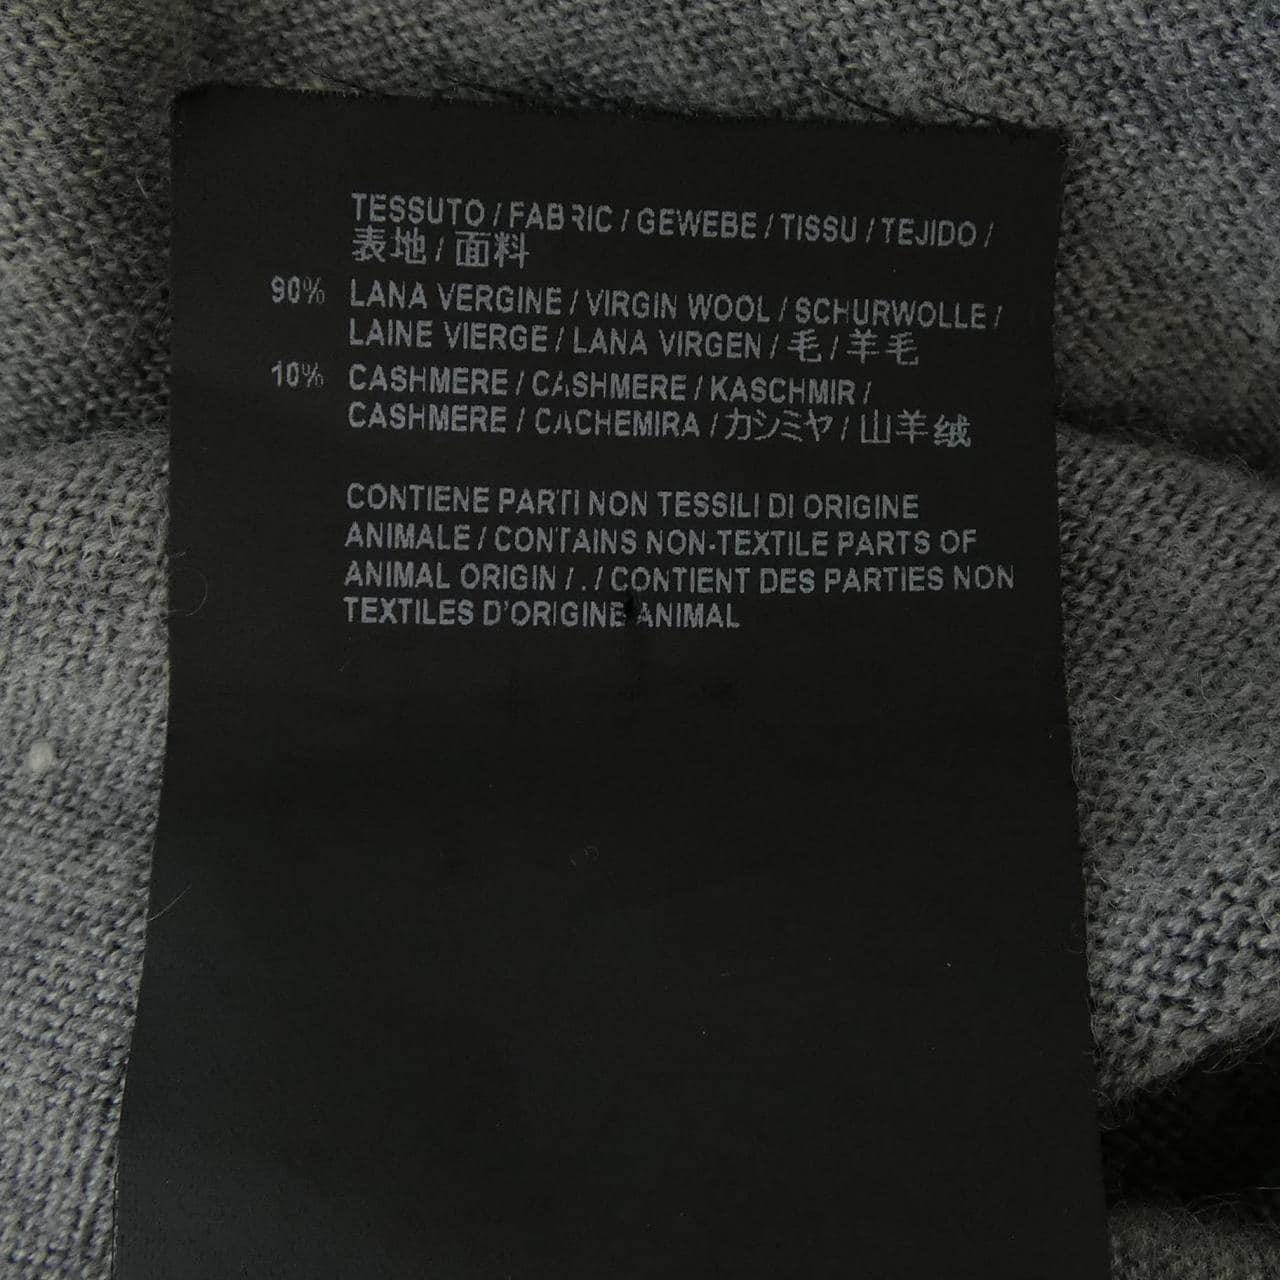 TESSUTO / FABRIC / GEWEBE / TISSU / TEJIDO /
表地 / 面料
90% LANA VERGINE / VIRGIN WOOL / SCHURWOLLE /
LAINE VIERGE / LANA VIRGEN / 毛 / 羊毛
10% CASHMERE / CASHMERE / KASCHMIR /
CASHMERE / CACHEMIRA / カシミヤ / 山羊绒
CONTIENE PARTI NON TESSILI DI ORIGINE
ANIMALE / CONTAINS NON-TEXTILE PARTS OF
ANIMAL ORIGIN / . / CONTIENT DES PARTIES NON
TEXTILES D'ORIGINE ANIMAL